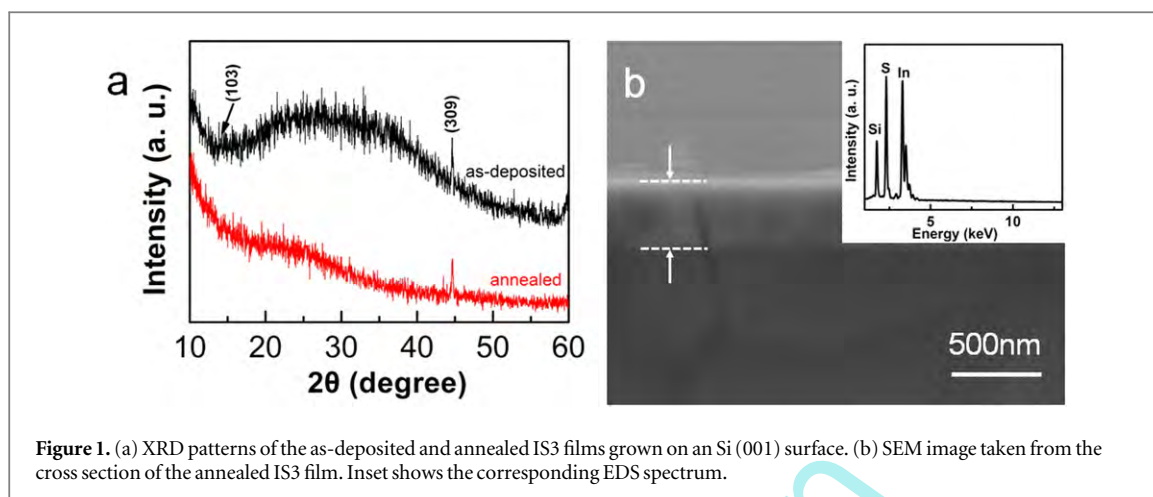 a
Intensity (a. u.)
(103)
(309)
as-deposited
annealed
10 20 30 40 50 60
2θ (degree)
b
500nm
Intensity (a. u.)
Si
S
In
5 10
Energy (keV)
Figure 1. (a) XRD patterns of the as-deposited and annealed IS3 films grown on an Si (001) surface. (b) SEM image taken from the
cross section of the annealed IS3 film. Inset shows the corresponding EDS spectrum.